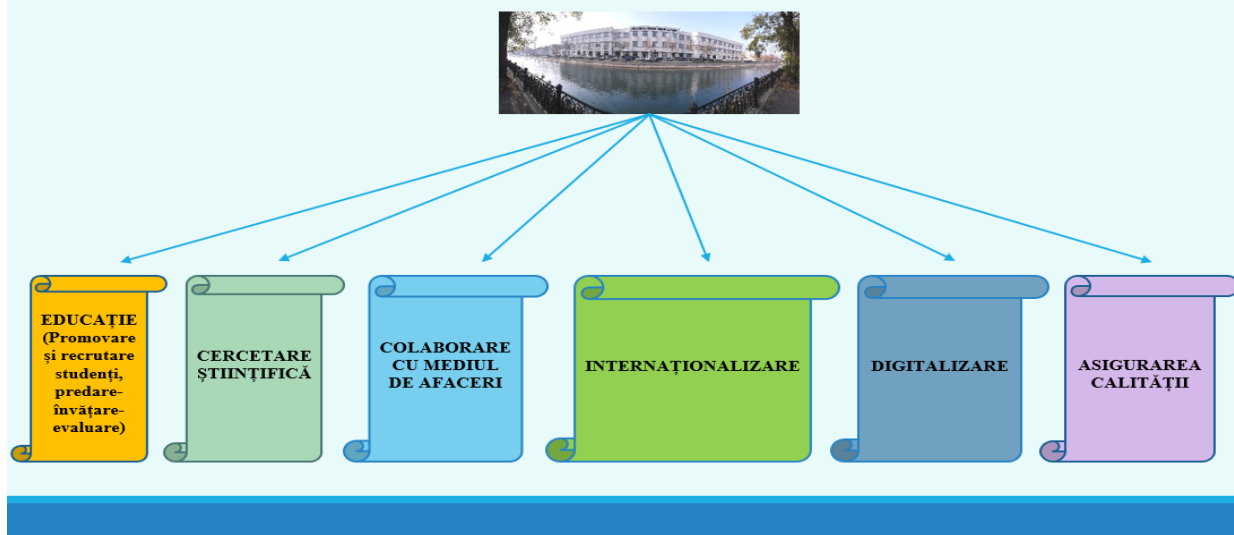 EDUCAȚIE
(Promovare
și recrutare
studenți,
predare-
învățare-
evaluare)
CERCETARE
ȘTIINȚIFICĂ
COLABORARE
CU MEDIUL
DE AFACERI
INTERNAȚIONALIZARE
DIGITALIZARE
ASIGURAREA
CALITĂȚII